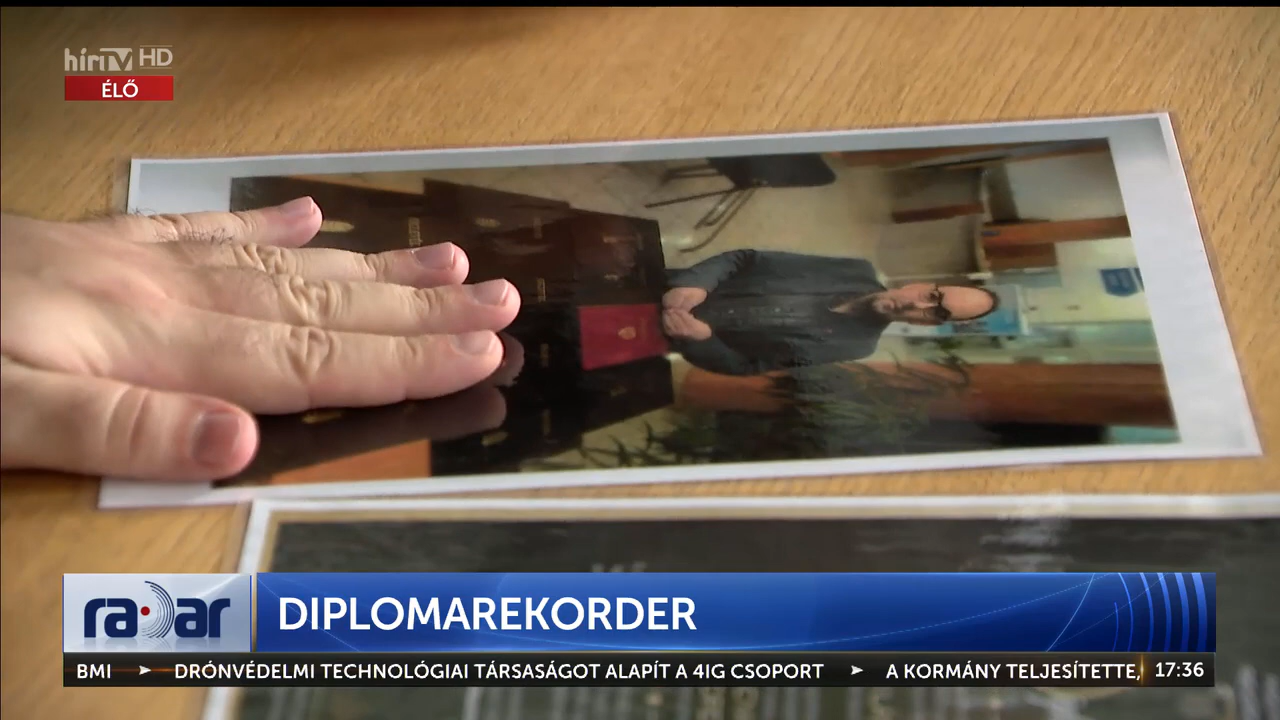 hírTV HD
ÉLŐ
radar
DIPLOMAREKORDER
BMI ➤ DRÓNVÉDELMI TECHNOLÓGIAI TÁRSASÁGOT ALAPÍT A 4IG CSOPORT ➤ A KORMÁNY TELJESÍTETTE, 17:36